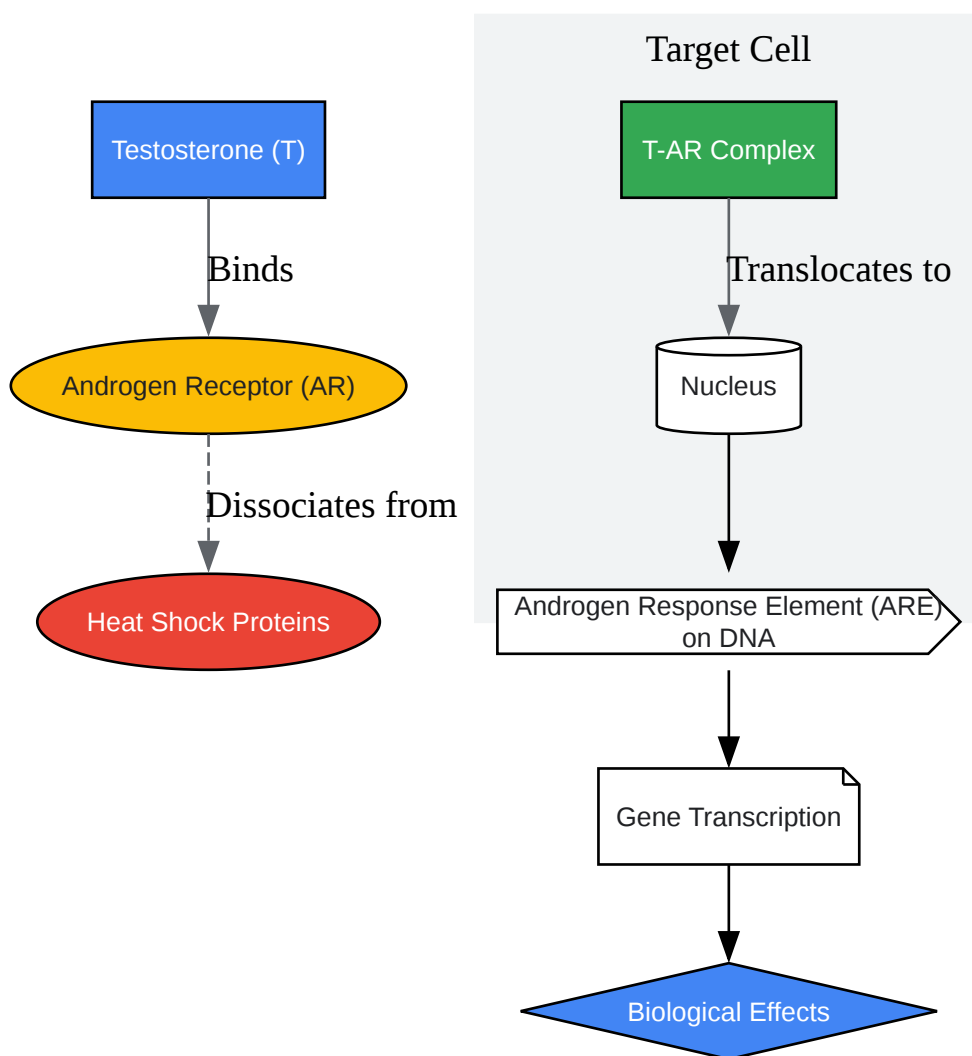 Target Cell
Testosterone (T)
T-AR Complex
Binds
Translocates to
Androgen Receptor (AR)
Nucleus
Dissociates from
Heat Shock Proteins
Androgen Response Element (ARE)
on DNA
Gene Transcription
Biological Effects